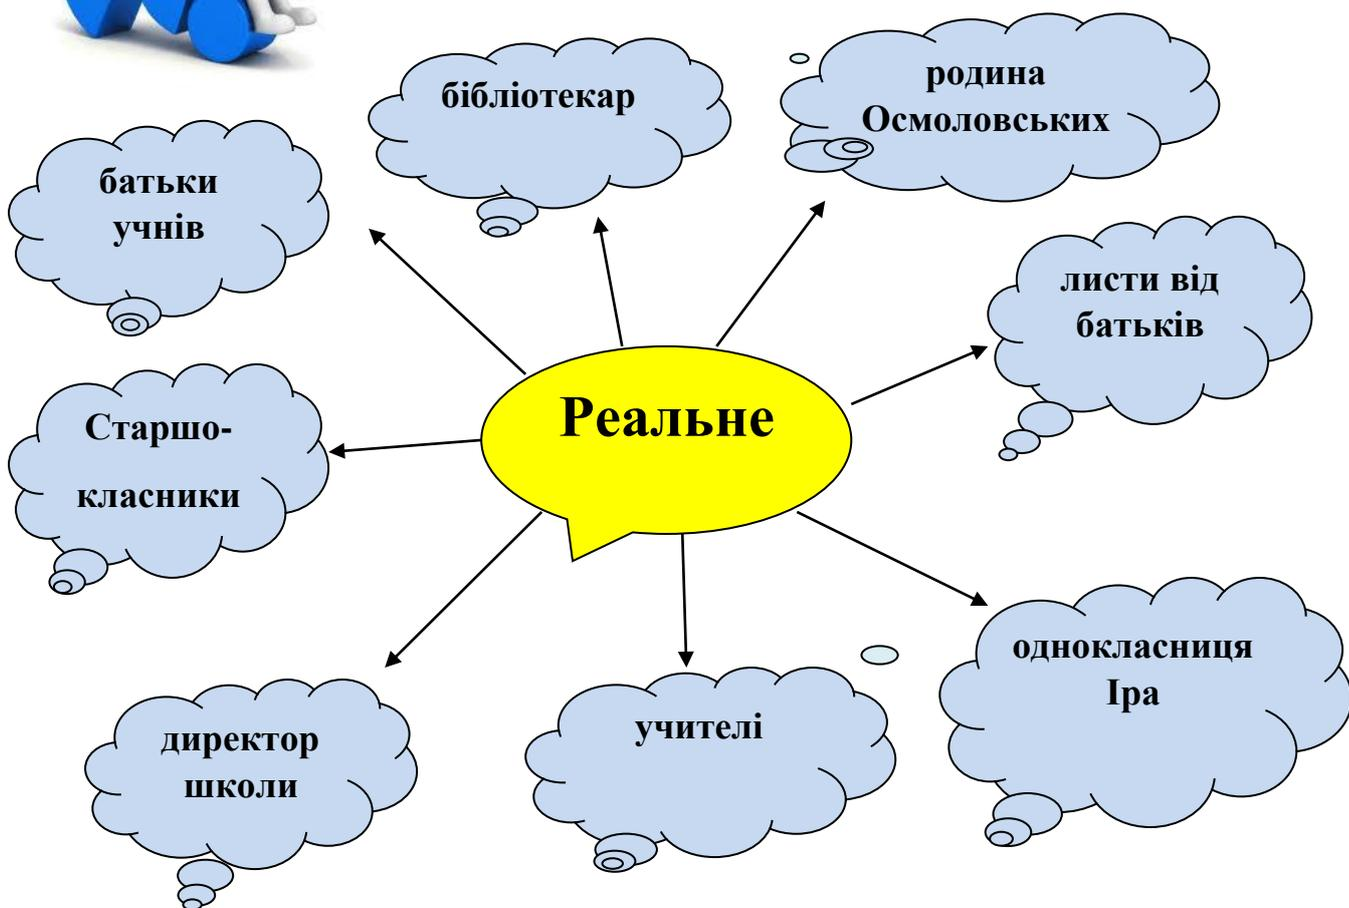 бібліотекар
родина
Осмоловських
батьки
учнів
листи від
батьків
Реальне
Старшо-
класники
однокласниця
Іра
директор
школи
учителі